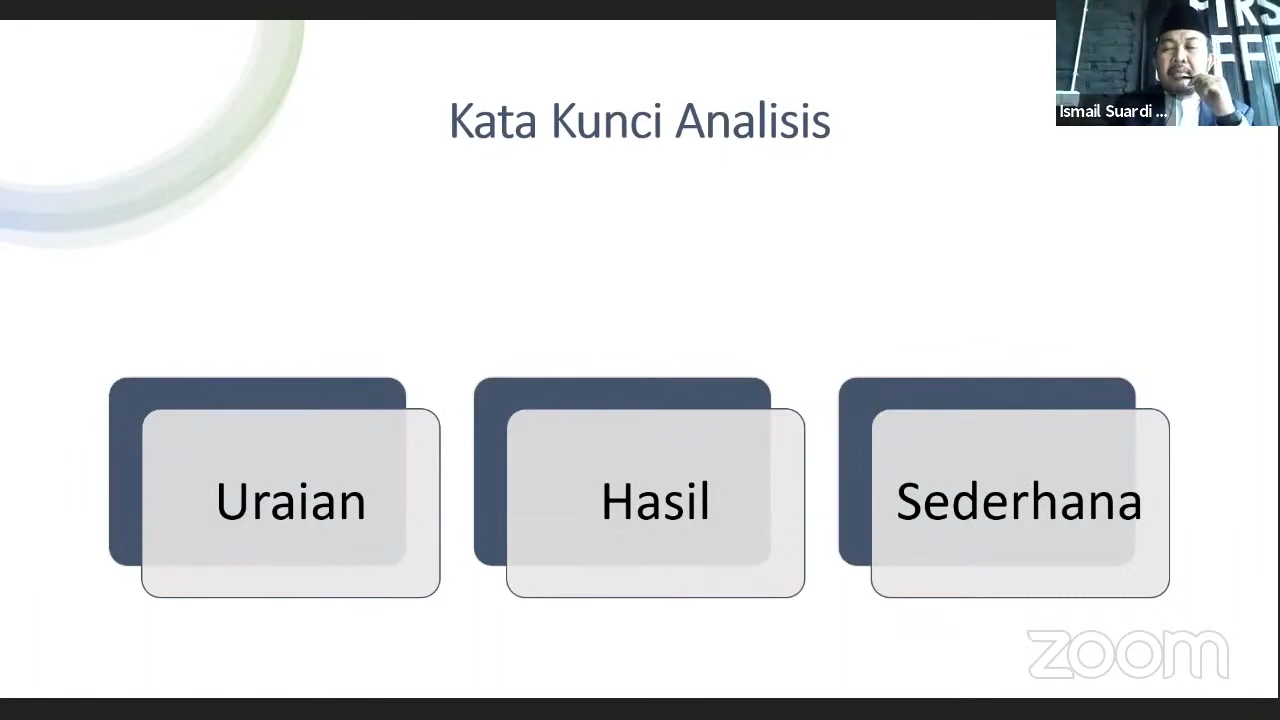 Kata Kunci Analisis
Ismail Suardi ...
Uraian
Hasil
Sederhana
zoom